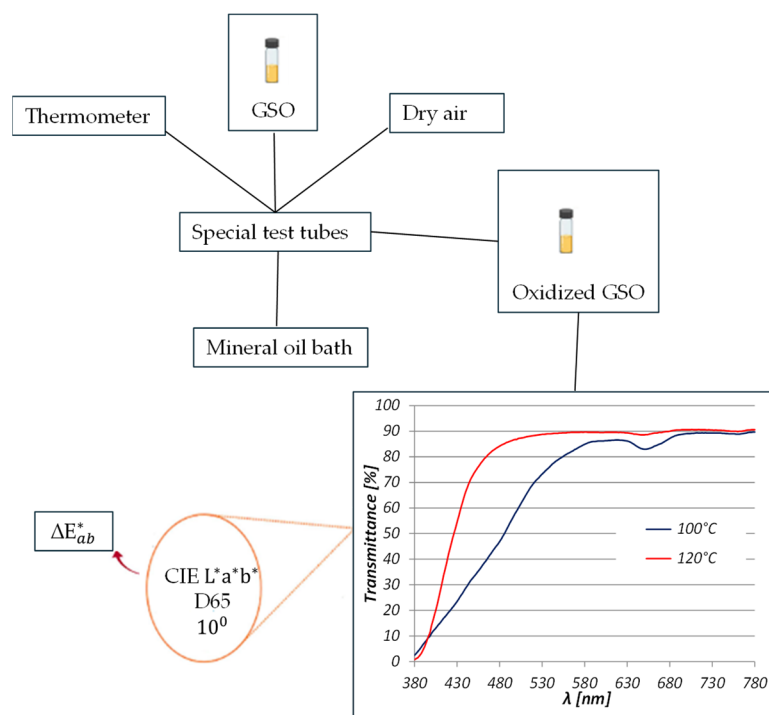 GSO
Thermometer
Dry air
Special test tubes
Oxidized GSO
Mineral oil bath
100
90
80
70
60
50
40
30
20
10
0
Transmittance [%]
100°C
120°C
380 430 480 530 580 630 680 730 780
λ [nm]
ΔE*ab
CIE L*a*b*
D65
10⁰